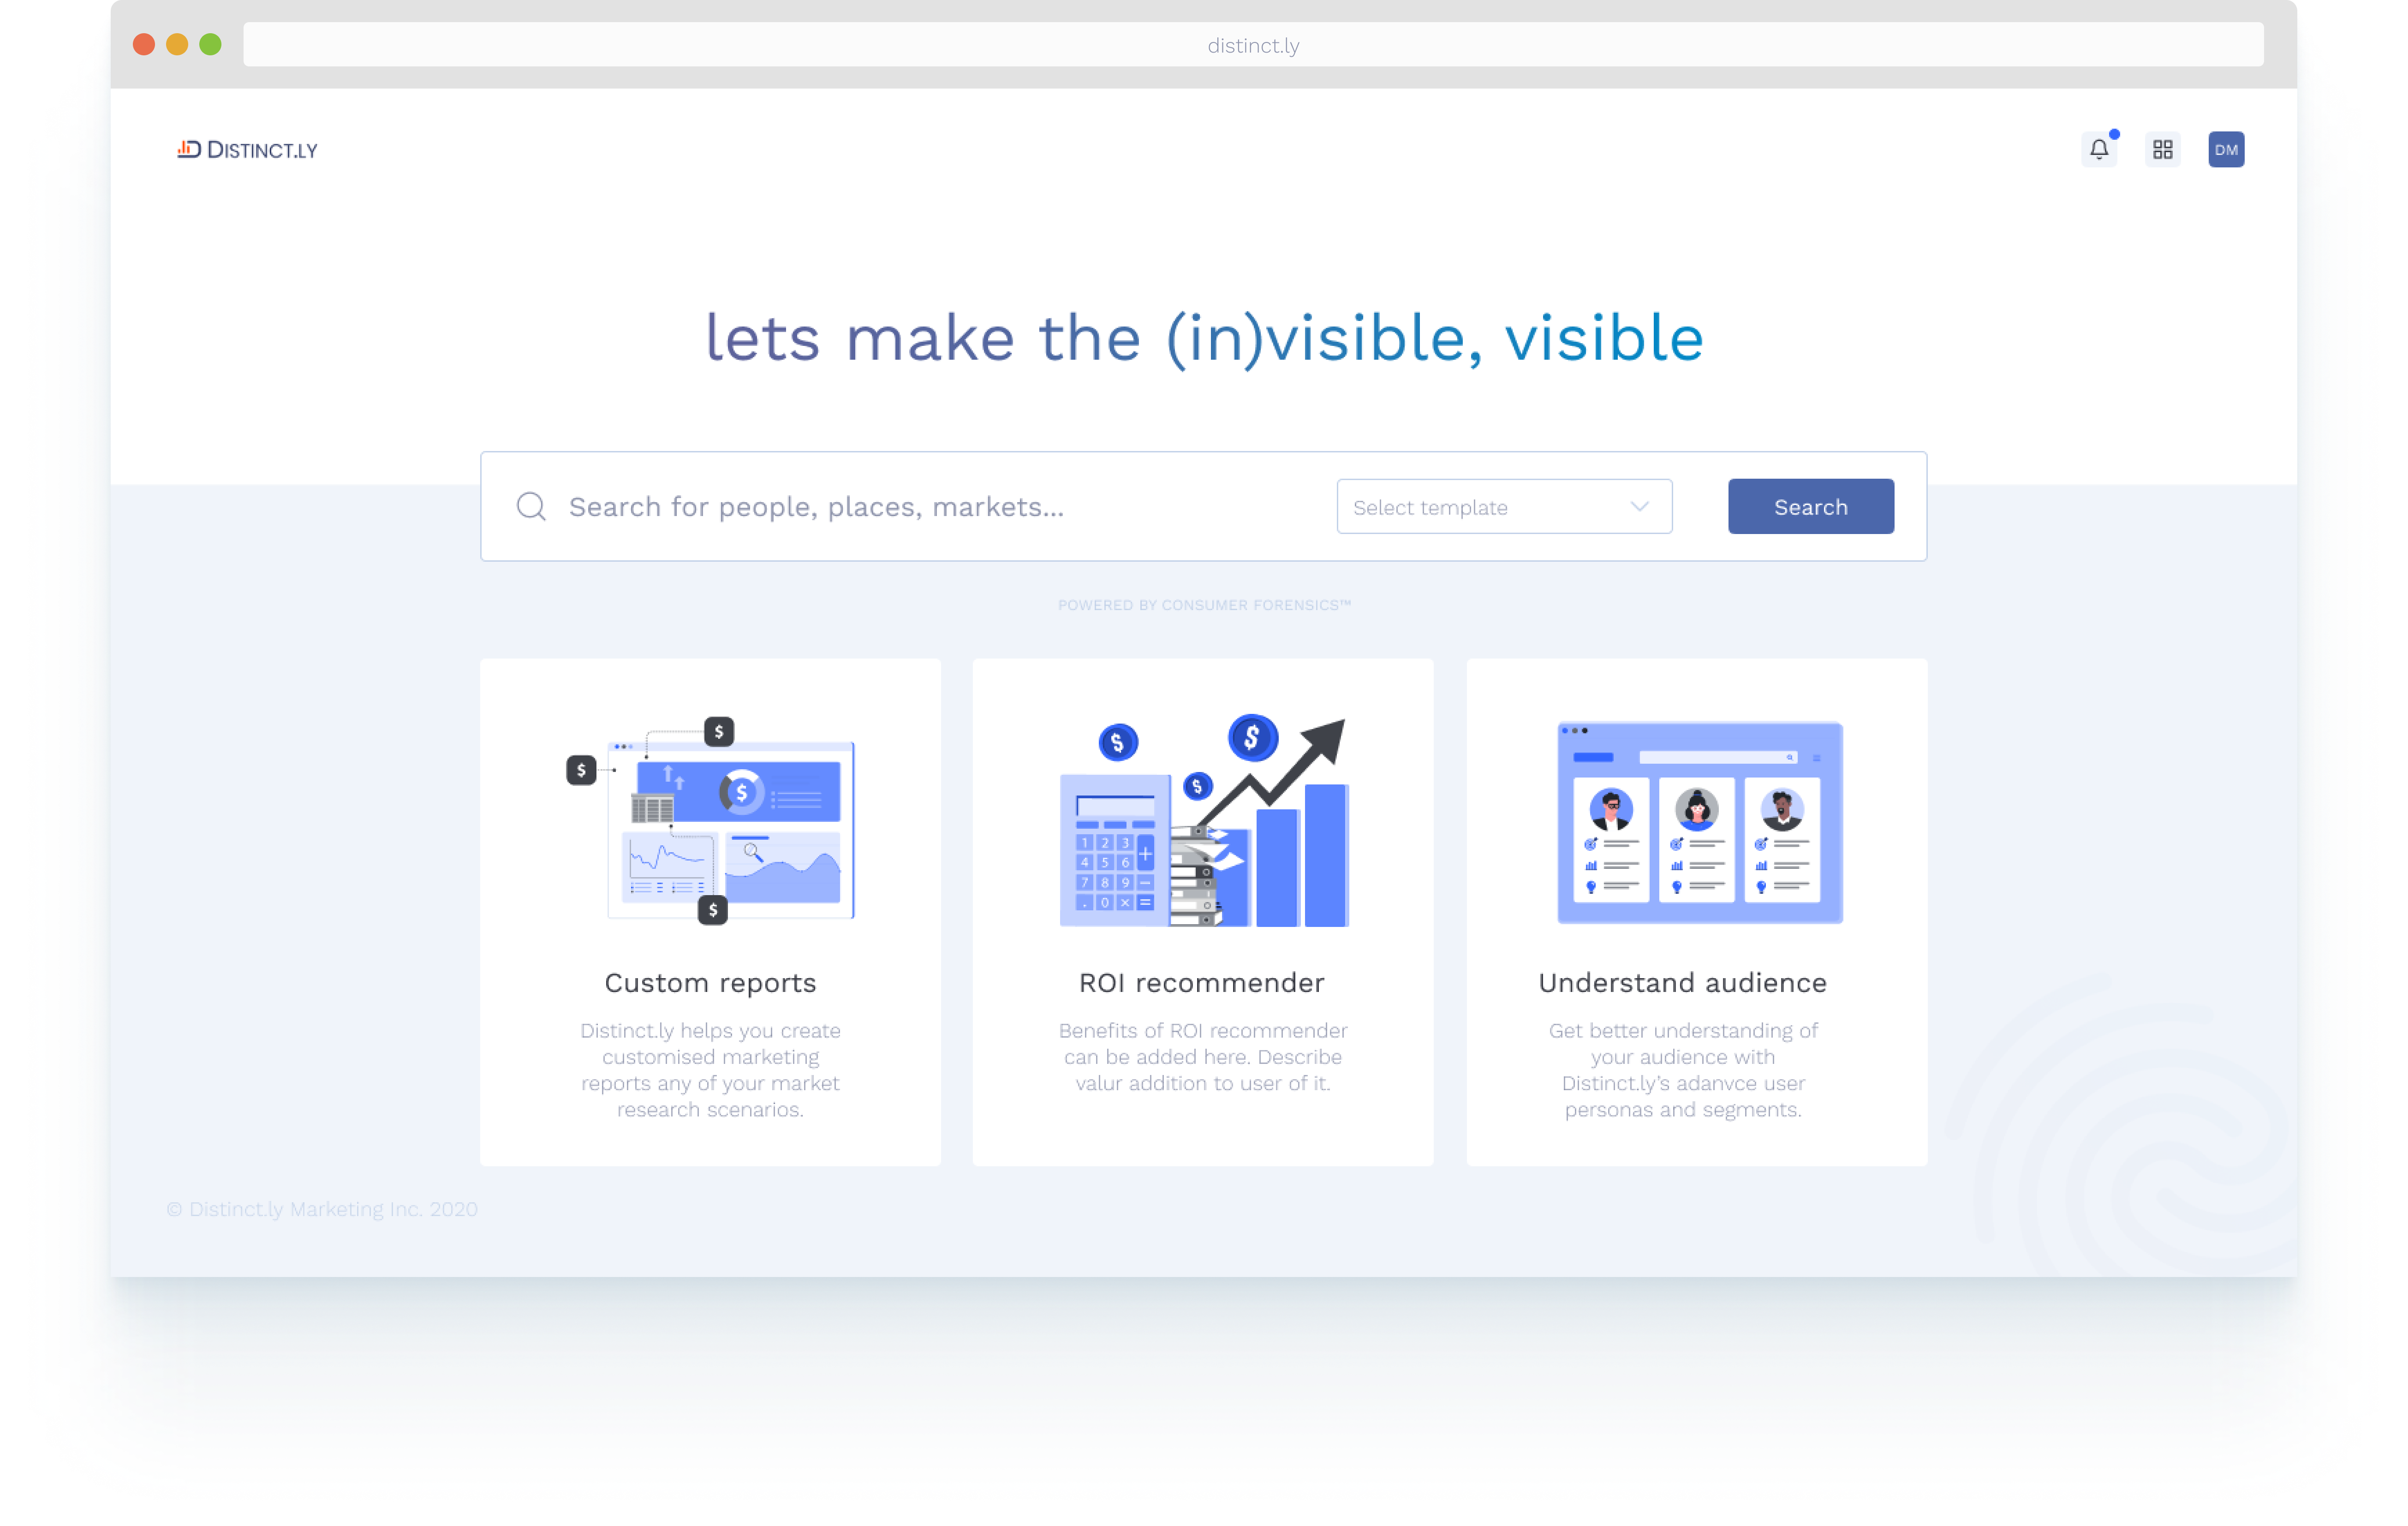 distinct.ly
DISTINCT.LY
DM
lets make the (in)visible, visible
Search for people, places, markets...
Select template
Search
POWERED BY CONSUMER FORENSICS™
$
$
$
$
$
$
$
1 2 3 +
4 5 6
7 8 9 −
. 0 × =
Custom reports
Distinct.ly helps you create
customised marketing
reports any of your market
research scenarios.
ROI recommender
Benefits of ROI recommender
can be added here. Describe
valur addition to user of it.
Understand audience
Get better understanding of
your audience with
Distinct.ly’s adanvce user
personas and segments.
© Distinct.ly Marketing Inc. 2020